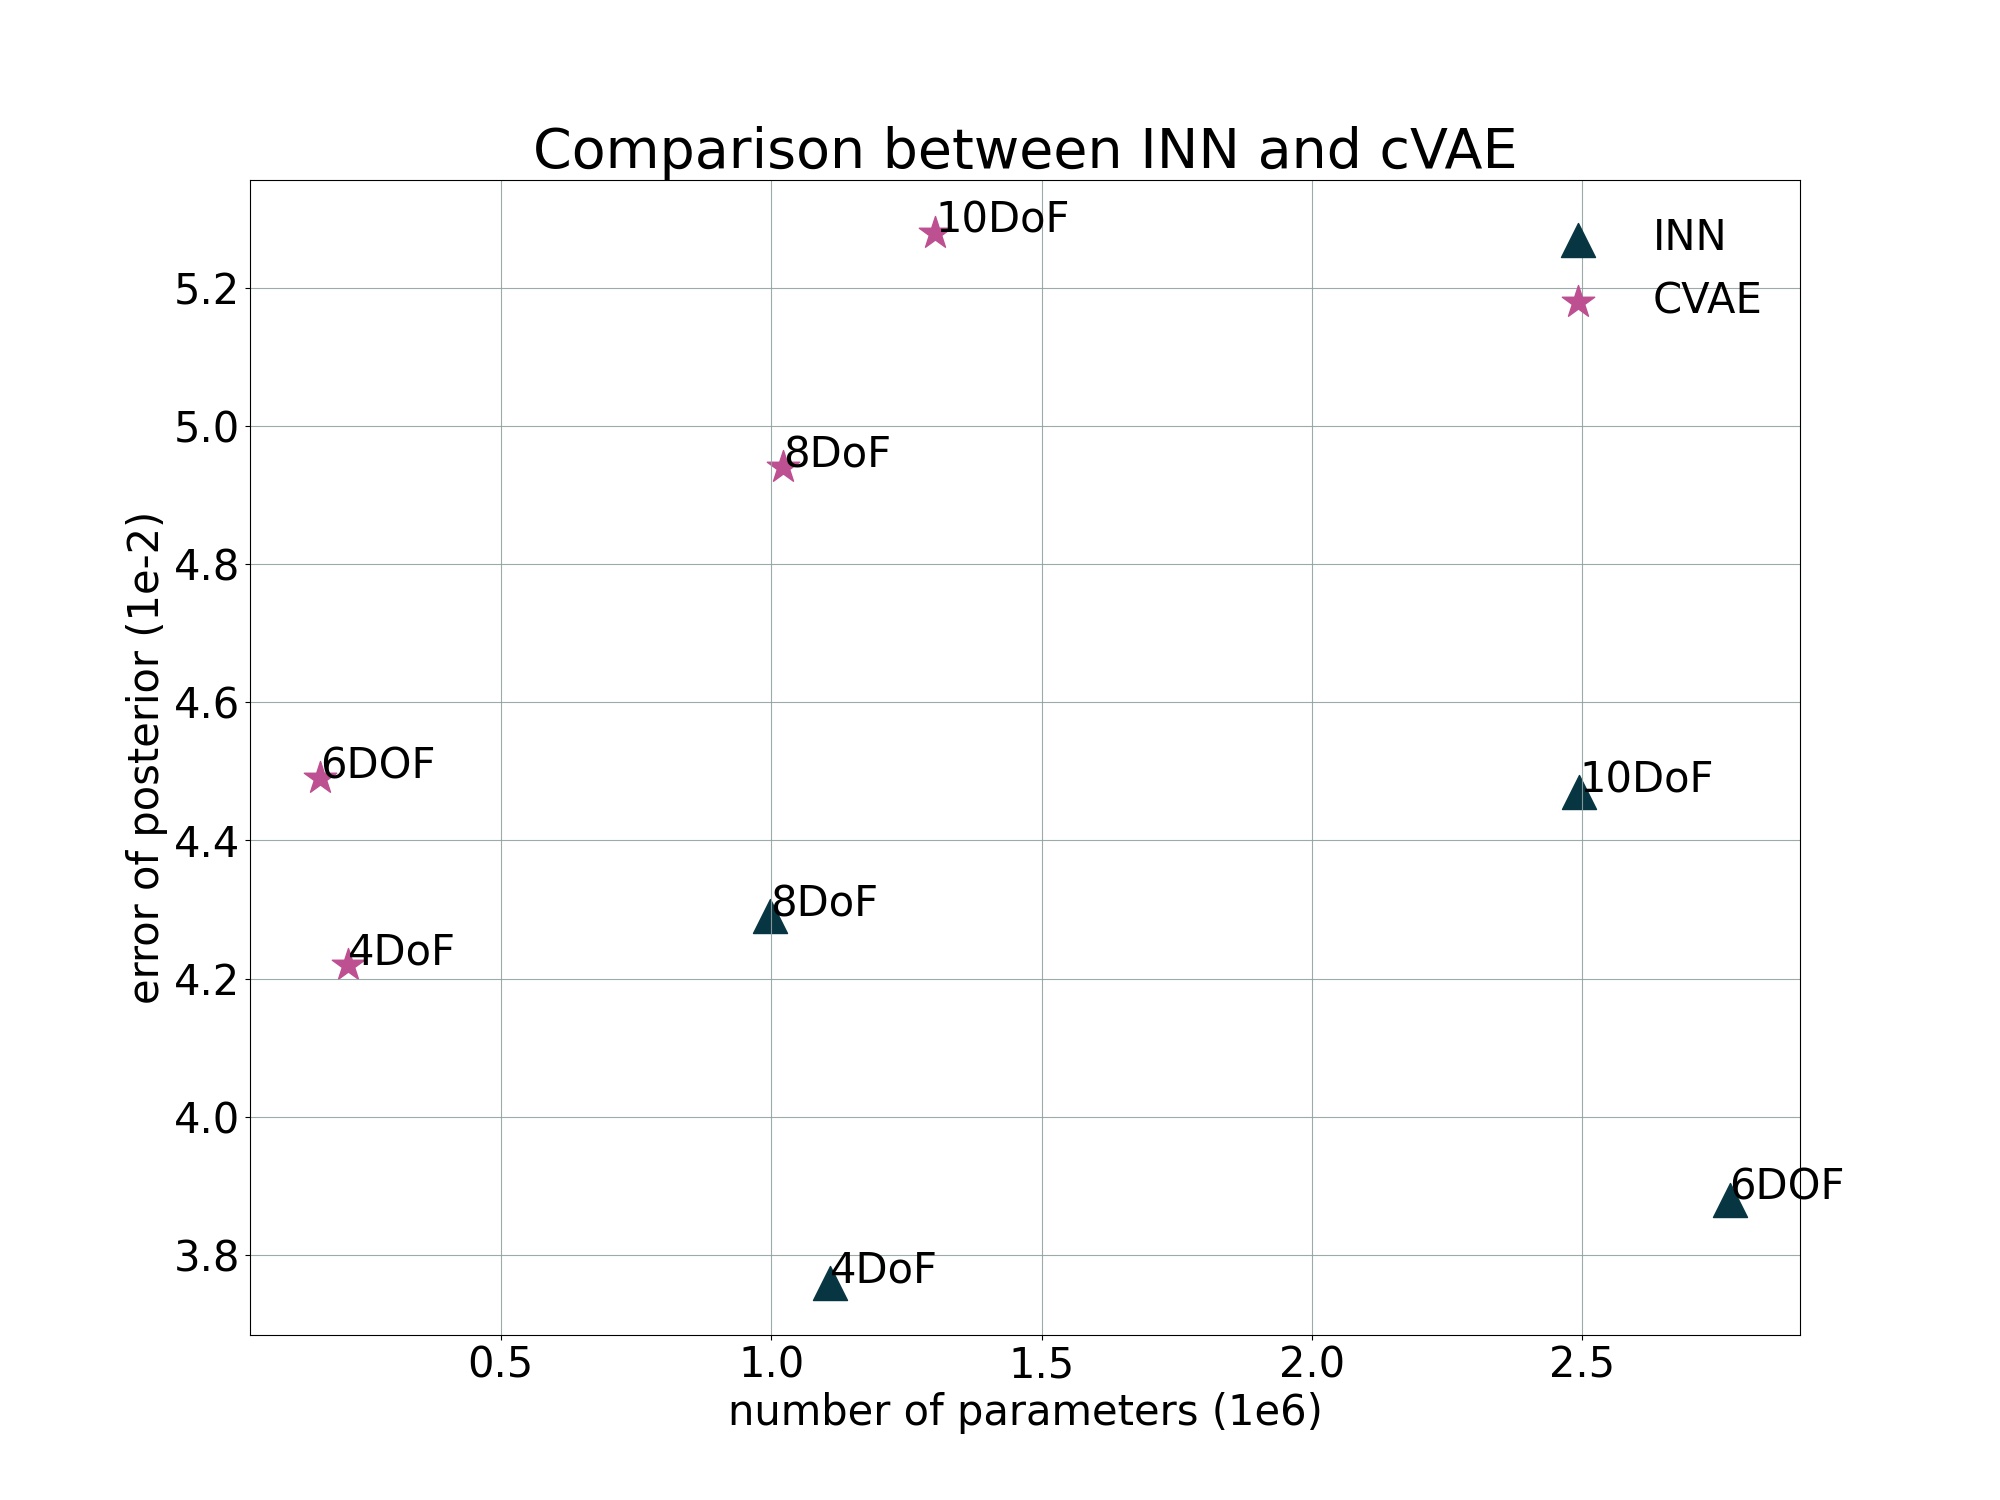 Comparison between INN and cVAE
10DoF
INN
5.2
CVAE
5.0
8DoF
4.8
4.6
6DOF
10DoF
4.4
8DoF
4DoF
4.2
4.0
6DOF
3.8
4DoF
error of posterior (1e-2)
0.5 1.0 1.5 2.0 2.5
number of parameters (1e6)